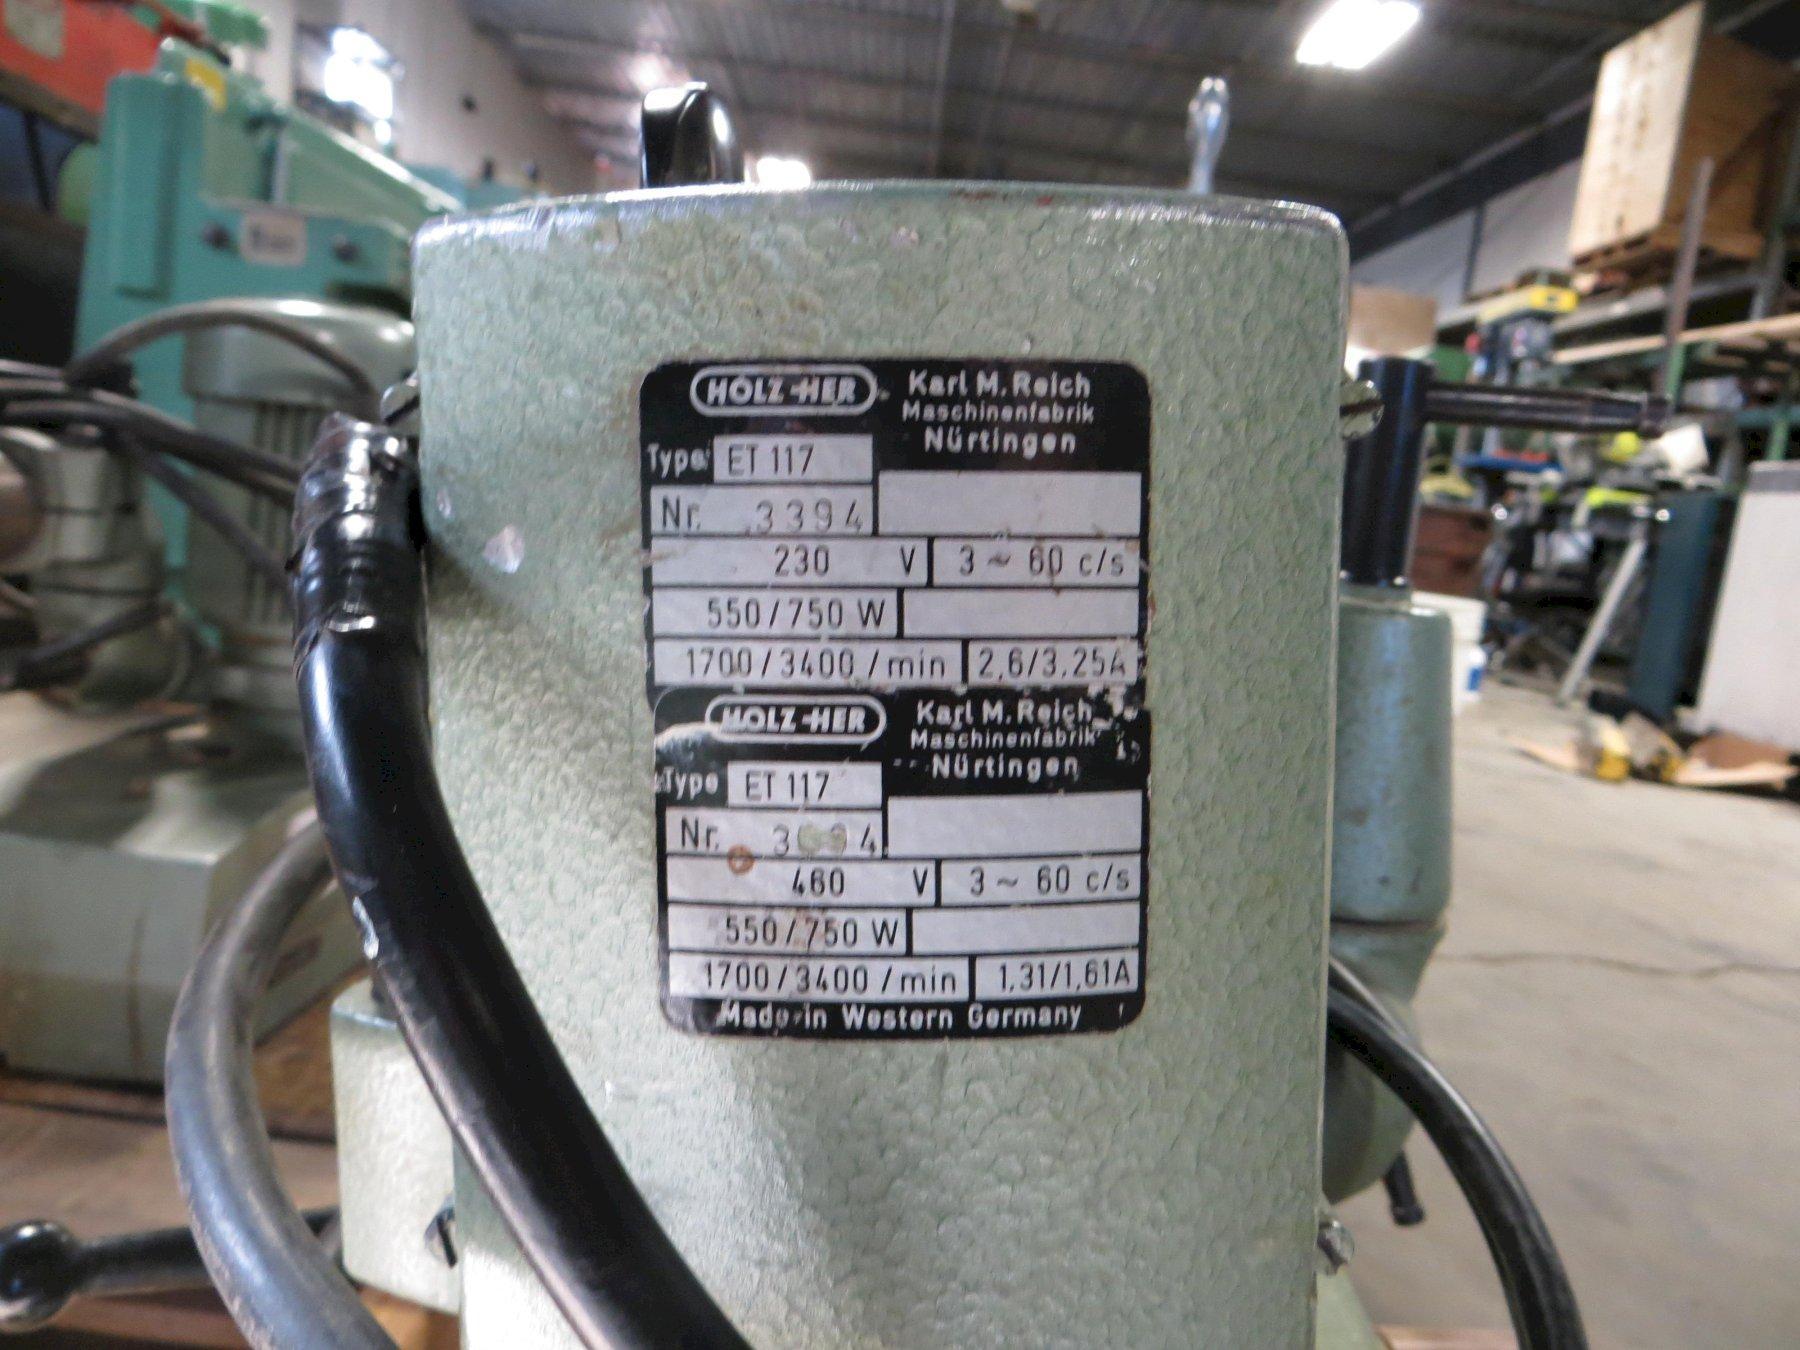 HOLZ-HER Karl M. Reich
Maschinenfabrik
Nürtingen
Type ET 117
Nr. 3394
230 V 3 ~ 60 c/s
550/750 W
1700/3400/min 2,6/3,25A
HOLZ-HER Karl M. Reich
Maschinenfabrik
Nürtingen
Type ET 117
Nr.
460 V 3 ~ 60 c/s
550/750 W
1700/3400/min 1,31/1,61A
Made in Western Germany